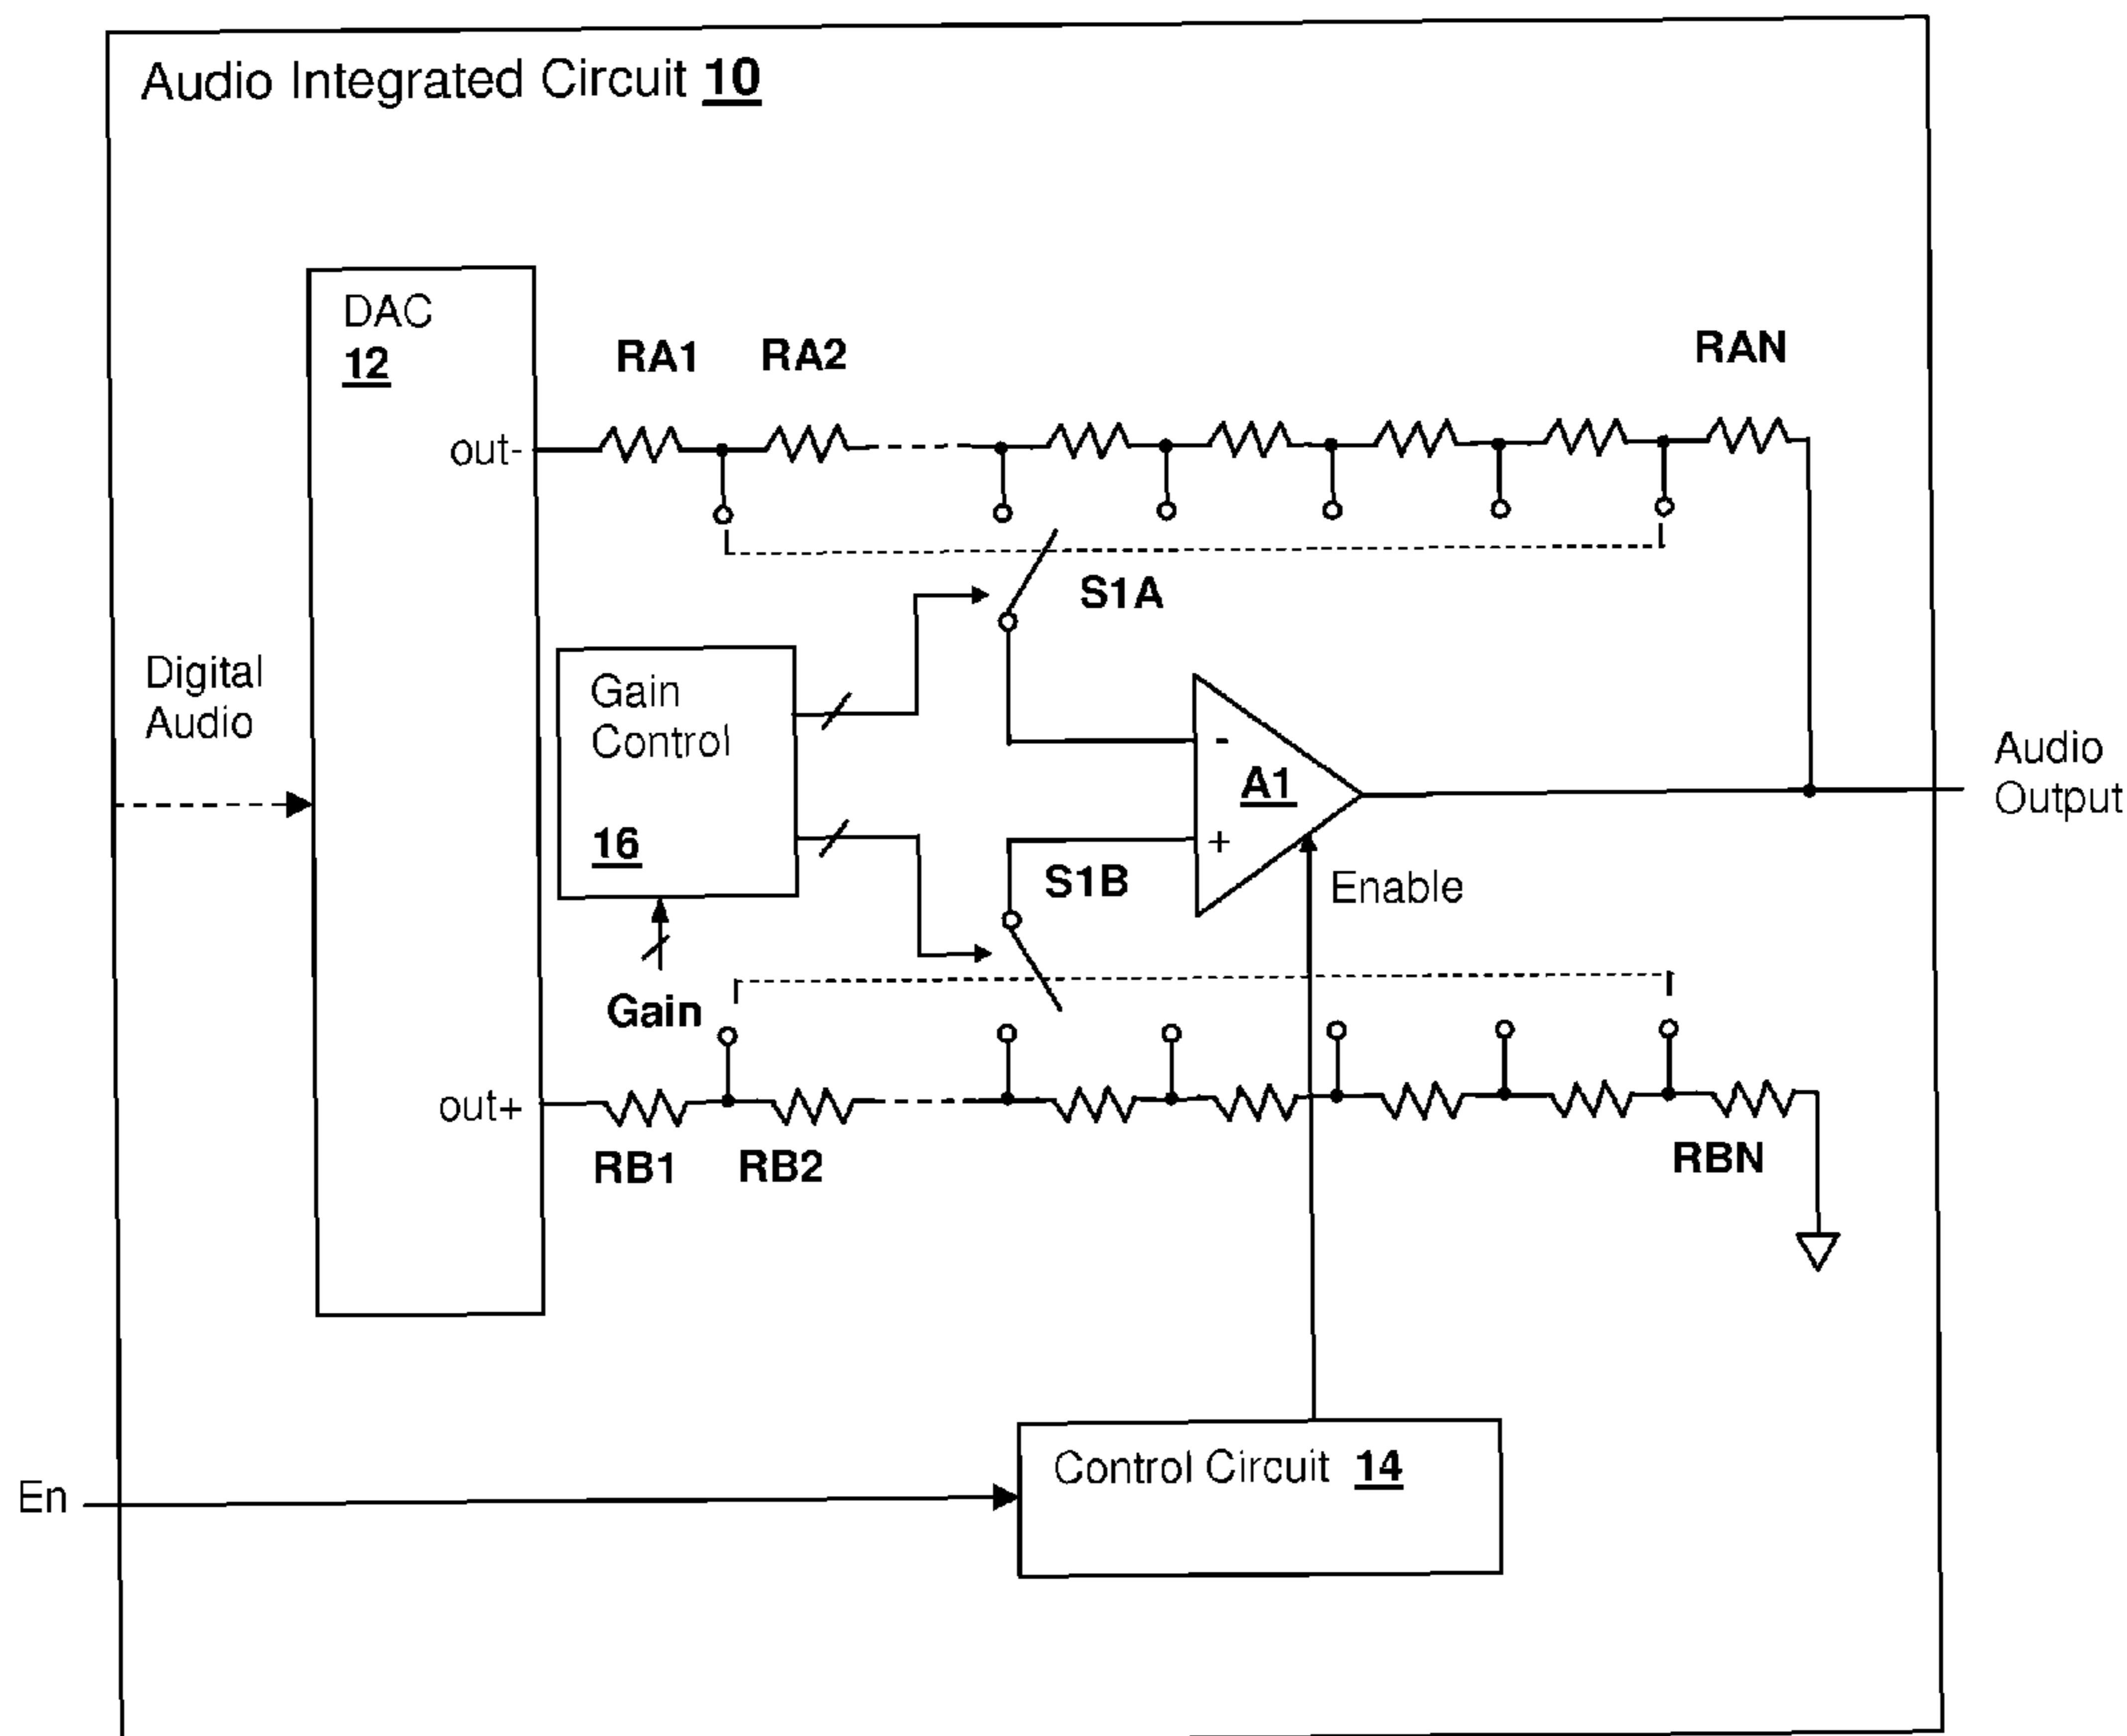 Audio Integrated Circuit 10
DAC
12
RA1
RA2
RAN
out-
S1A
Digital
Audio
Gain
Control
16
-
A1
+
Audio
Output
S1B
Enable
Gain
out+
RB1
RB2
RBN
Control Circuit 14
En